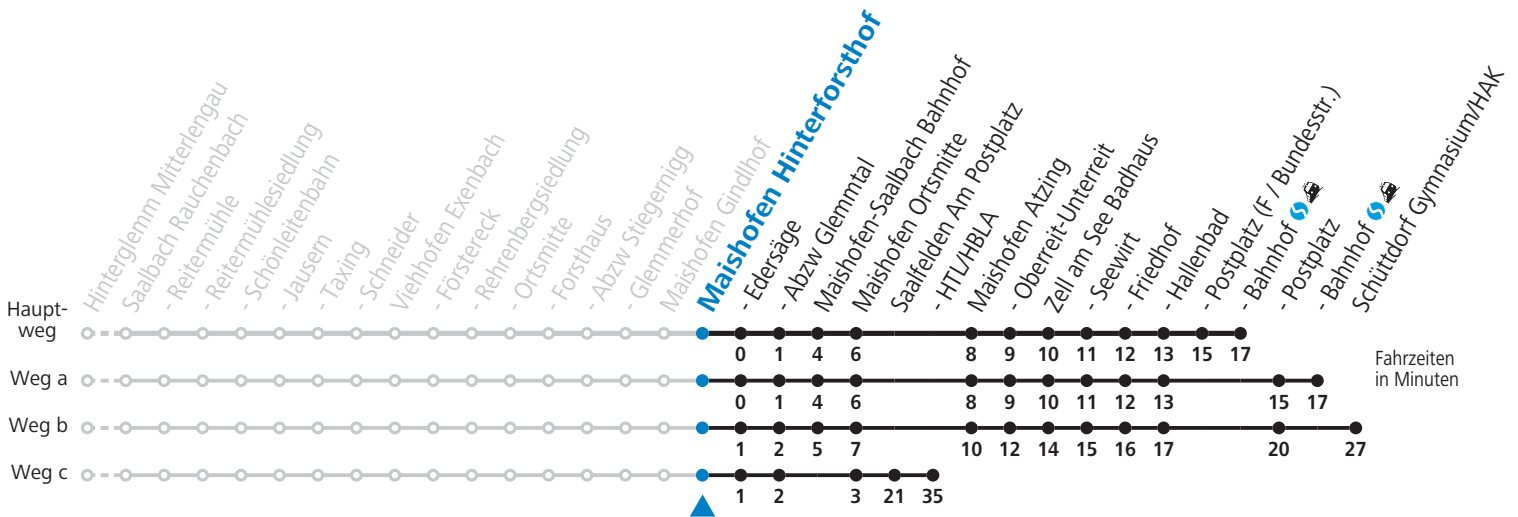 Hinterglemm Mitterlengau
Saalbach Rauchenbach
- Reitermühle
- Reitermühlesiedlung
- Schönleitenbahn
- Jausern
- Taxing
- Schneider
Viehhofen Exenbach
- Förstereck
- Rehrenbergsiedlung
- Ortsmitte
- Forsthaus
- Abzw Stiegernigg
- Glemmerhof
Maishofen Gindlhof
Maishofen Hinterforsthof
- Edersäge
- Abzw Glemmtal
Maishofen-Saalbach Bahnhof
Maishofen Ortsmitte
Saalfelden Am Postplatz
- HTL/HBLA
Maishofen Atzing
- Oberreit-Unterreit
Zell am See Badhaus
- Seewirt
- Friedhof
- Hallenbad
- Postplatz (F / Bundesstr.)
- Bahnhof
- Postplatz
- Bahnhof
Schüttdorf Gymnasium/HAK
Haupt-
weg
0 1 4 6 8 9 10 11 12 13 15 17
Weg a
0 1 4 6 8 9 10 11 12 13 15 17
Weg b
1 2 5 7 10 12 14 15 16 17 20 27
Weg c
1 2 3 21 35
Fahrzeiten
in Minuten